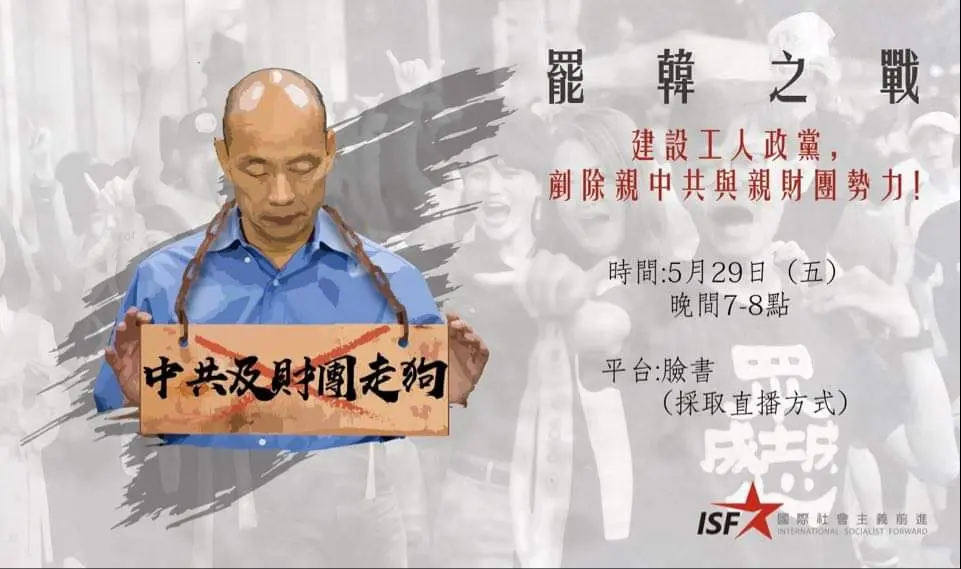 罷韓之戰
建設工人政黨，
剷除親中共與親財團勢力！
時間:5月29日（五）
晚間7-8點
平台:臉書
（採取直播方式）
中共及財團走狗
ISF
國際社會主義前進
INTERNATIONAL SOCIALIST FORWARD